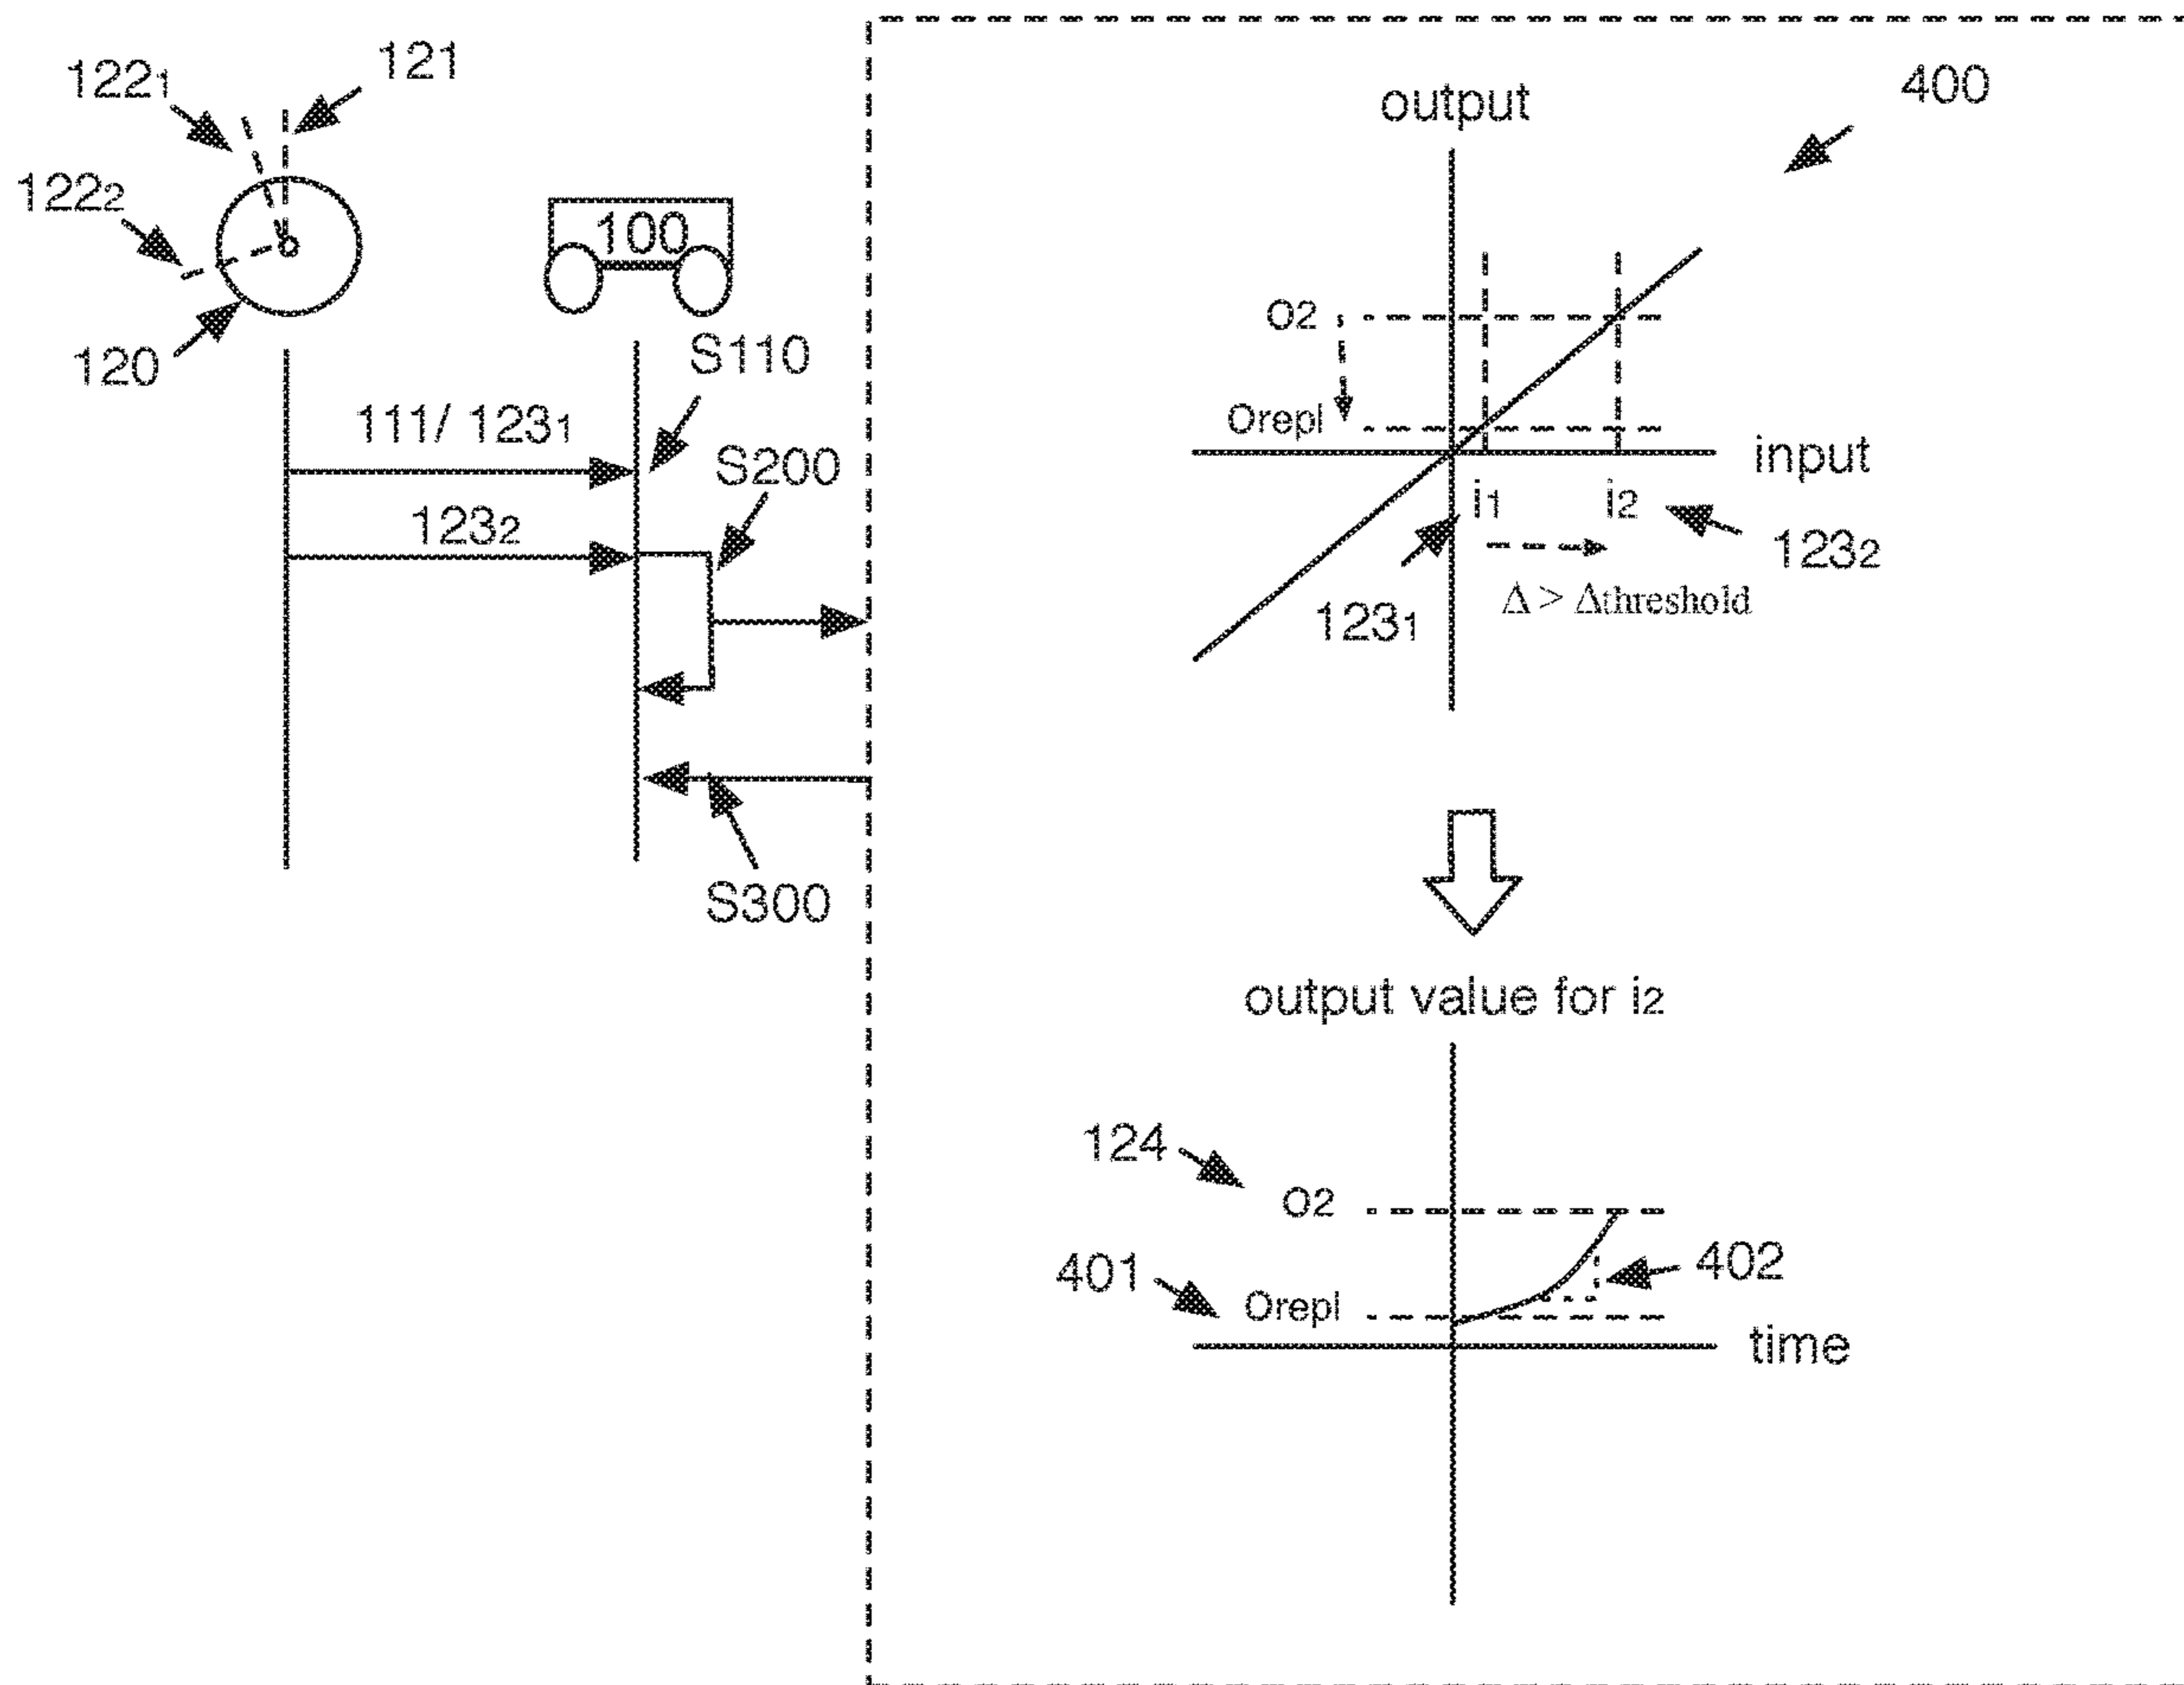 122₁
121
122₂
100
120
S110
111/ 123₁
S200
123₂
S300
400
output
O2
Orepl
input
i1
i2
123₂
Δ > Δthreshold
123₁
output value for i2
124
O2
401
Orepl
402
time